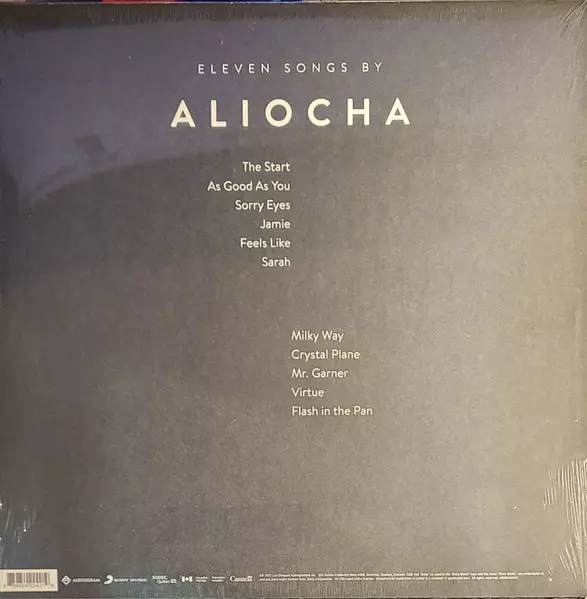 ELEVEN SONGS BY
ALIOCHA
The Start
As Good As You
Sorry Eyes
Jamie
Feels Like
Sarah
Milky Way
Crystal Plane
Mr. Garner
Virtue
Flash in the Pan
AUDIOGRAM
SONY MUSIC
SODEC
Québec
Canada